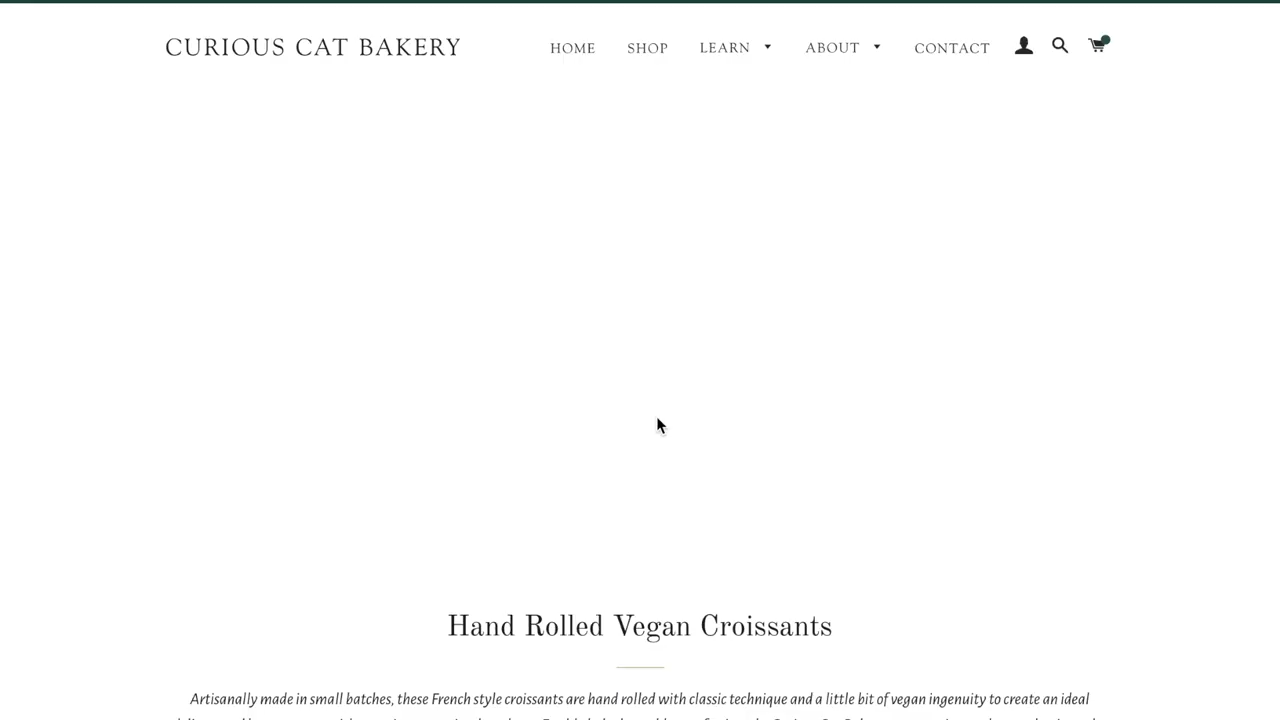 CURIOUS CAT BAKERY
HOME SHOP LEARN ABOUT CONTACT
Hand Rolled Vegan Croissants
Artisanally made in small batches, these French style croissants are hand rolled with classic technique and a little bit of vegan ingenuity to create an ideal